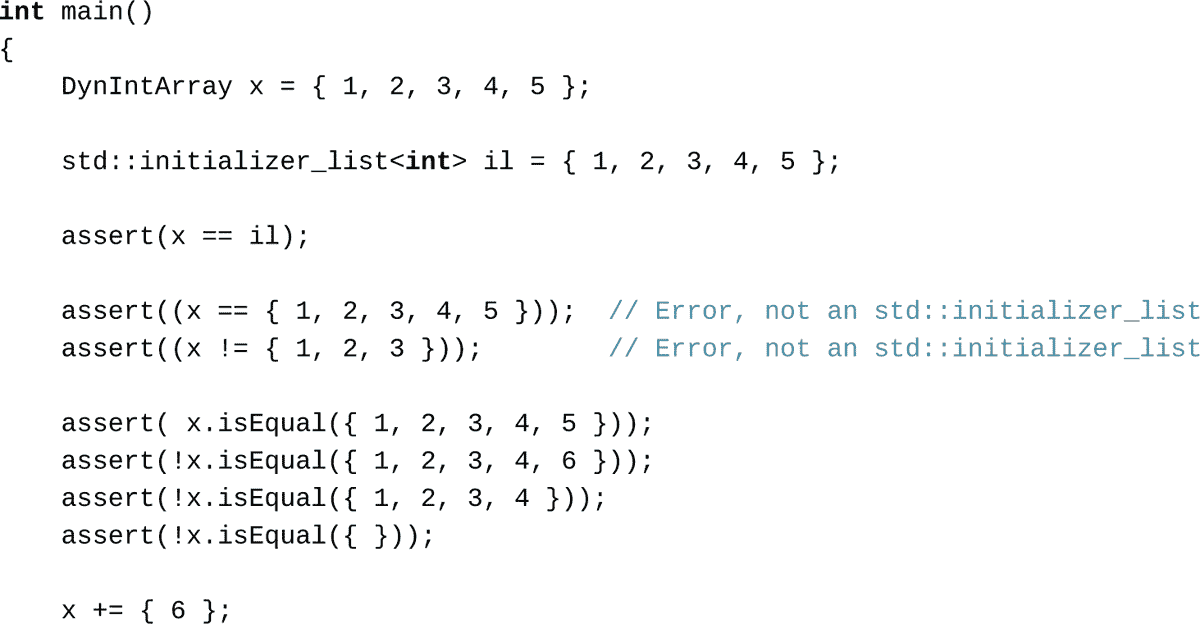 int main()
{
    DynIntArray x = { 1, 2, 3, 4, 5 };
    std::initializer_list<int> il = { 1, 2, 3, 4, 5 };
    assert(x == il);
    assert((x == { 1, 2, 3, 4, 5 }));  // Error, not an std::initializer_list
    assert((x != { 1, 2, 3 }));        // Error, not an std::initializer_list
    assert( x.isEqual({ 1, 2, 3, 4, 5 }));
    assert(!x.isEqual({ 1, 2, 3, 4, 6 }));
    assert(!x.isEqual({ 1, 2, 3, 4 }));
    assert(!x.isEqual({ }));
    x += { 6 };